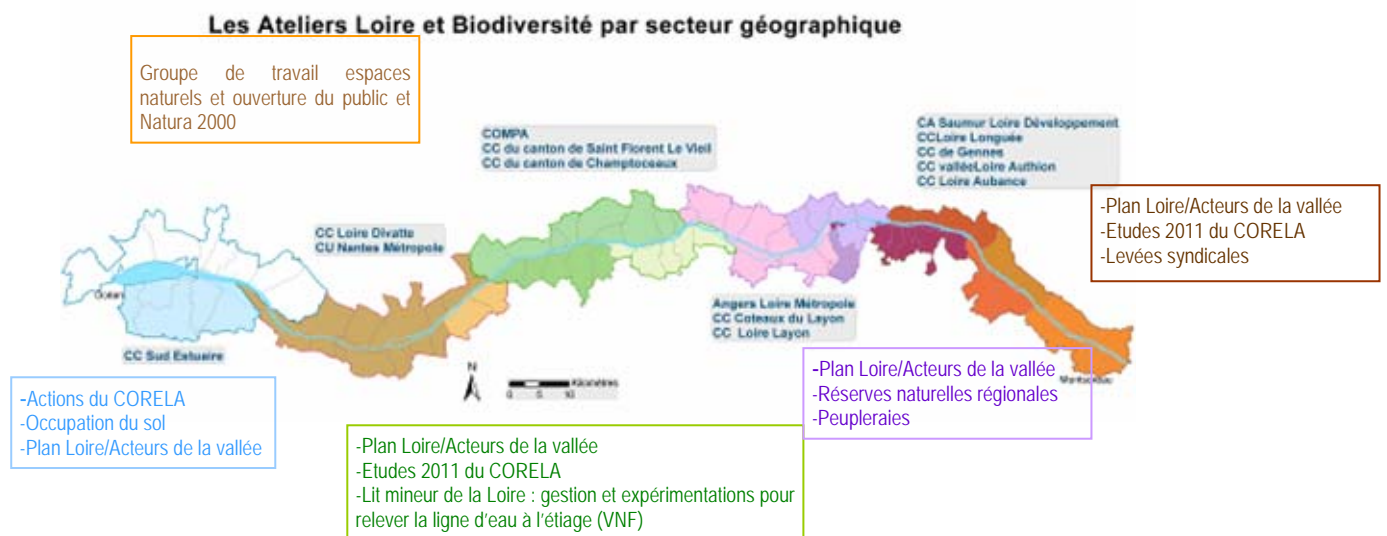 Les Ateliers Loire et Biodiversité par secteur géographique
Groupe de travail espaces
naturels et ouverture du public et
Natura 2000
COMPA
CC du canton de Saint Florent Le Vieil
CC du canton de Champtoceaux
CA Saumur Loire Développement
CCLoire Longuée
CC de Gennes
CC valléeLoire Authion
CC Loire Aubance
-Plan Loire/Acteurs de la vallée
-Etudes 2011 du CORELA
-Levées syndicales
CC Loire Divatte
CU Nantes Métropole
Océan
CC Sud Estuaire
Angers Loire Métropole
CC Coteaux du Layon
CC Loire Layon
Montsoreau
N
Kilomètres
0 5 10
-Actions du CORELA
-Occupation du sol
-Plan Loire/Acteurs de la vallée
-Plan Loire/Acteurs de la vallée
-Réserves naturelles régionales
-Peupleraies
-Plan Loire/Acteurs de la vallée
-Etudes 2011 du CORELA
-Lit mineur de la Loire : gestion et expérimentations pour
relever la ligne d'eau à l'étiage (VNF)